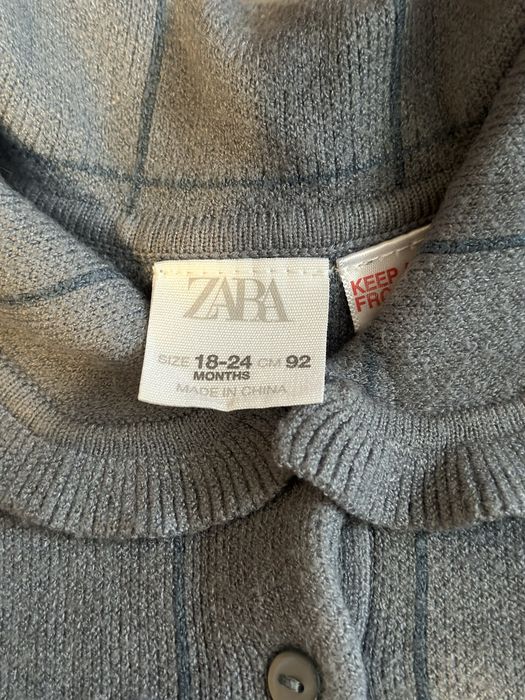 ZARA
SIZE 18-24 CM 92
MONTHS
MADE IN CHINA
KEEP
FRO